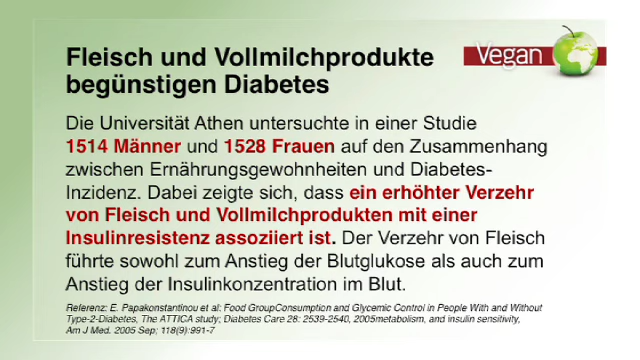 Fleisch und Vollmilchprodukte
begünstigen Diabetes
Vegan
Die Universität Athen untersuchte in einer Studie
1514 Männer und 1528 Frauen auf den Zusammenhang
zwischen Ernährungsgewohnheiten und Diabetes-
Inzidenz. Dabei zeigte sich, dass ein erhöhter Verzehr
von Fleisch und Vollmilchprodukten mit einer
Insulinresistenz assoziiert ist. Der Verzehr von Fleisch
führte sowohl zum Anstieg der Blutglukose als auch zum
Anstieg der Insulinkonzentration im Blut.
Referenz: E. Papakonstantinou et al: Food GroupConsumption and Glycemic Control in People With and Without
Type-2-Diabetes, The ATTICA study; Diabetes Care 28: 2539-2540, 2005metabolism, and insulin sensitivity,
Am J Med. 2005 Sep; 118(9):991-7